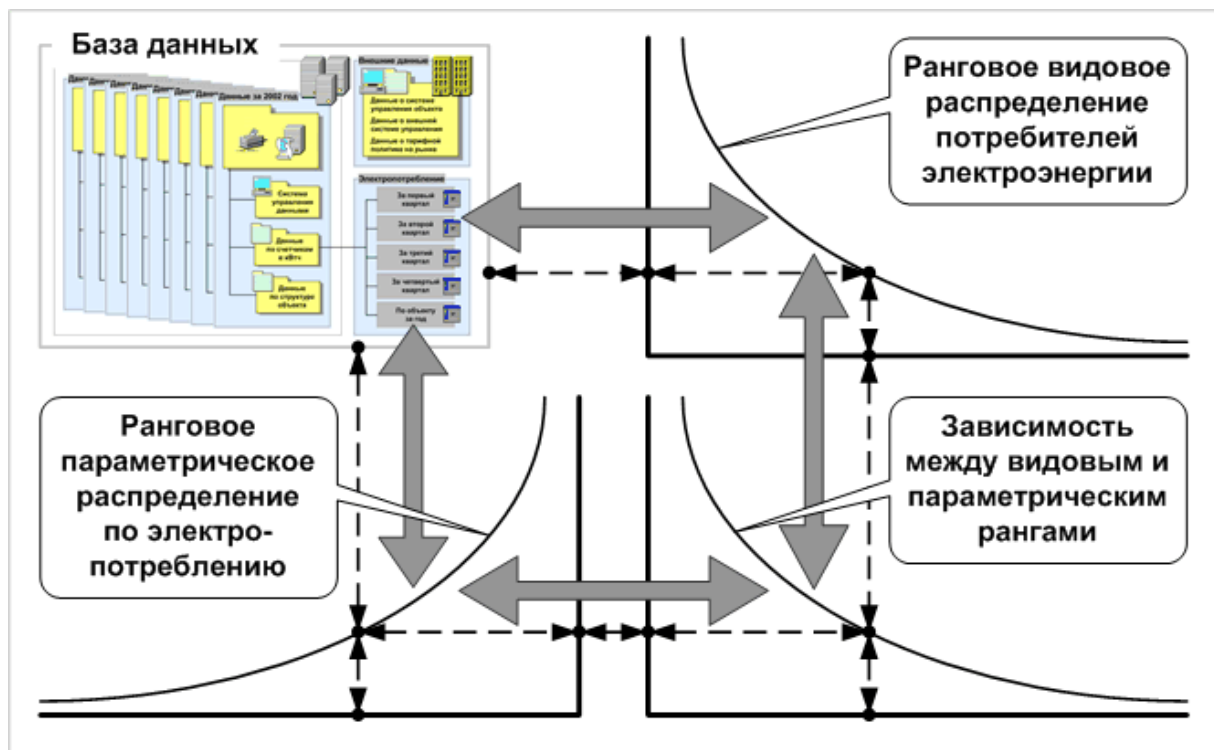 База данных
Данные за 2002 год
Система
управления
данными
Данные
по счетчикам
в кВт
Данные
по структуре
объекта
Внешние данные
Данные о системе
управления объекта
Данные о внешней
системе управления
Данные о тарифной
политике на рынке
Электропотребление
За первый
квартал
За второй
квартал
За третий
квартал
За четвертый
квартал
По объекту
за год
Ранговое видовое
распределение
потребителей
электроэнергии
Ранговое
параметрическое
распределение
по электро-
потреблению
Зависимость
между видовым и
параметрическим
рангами